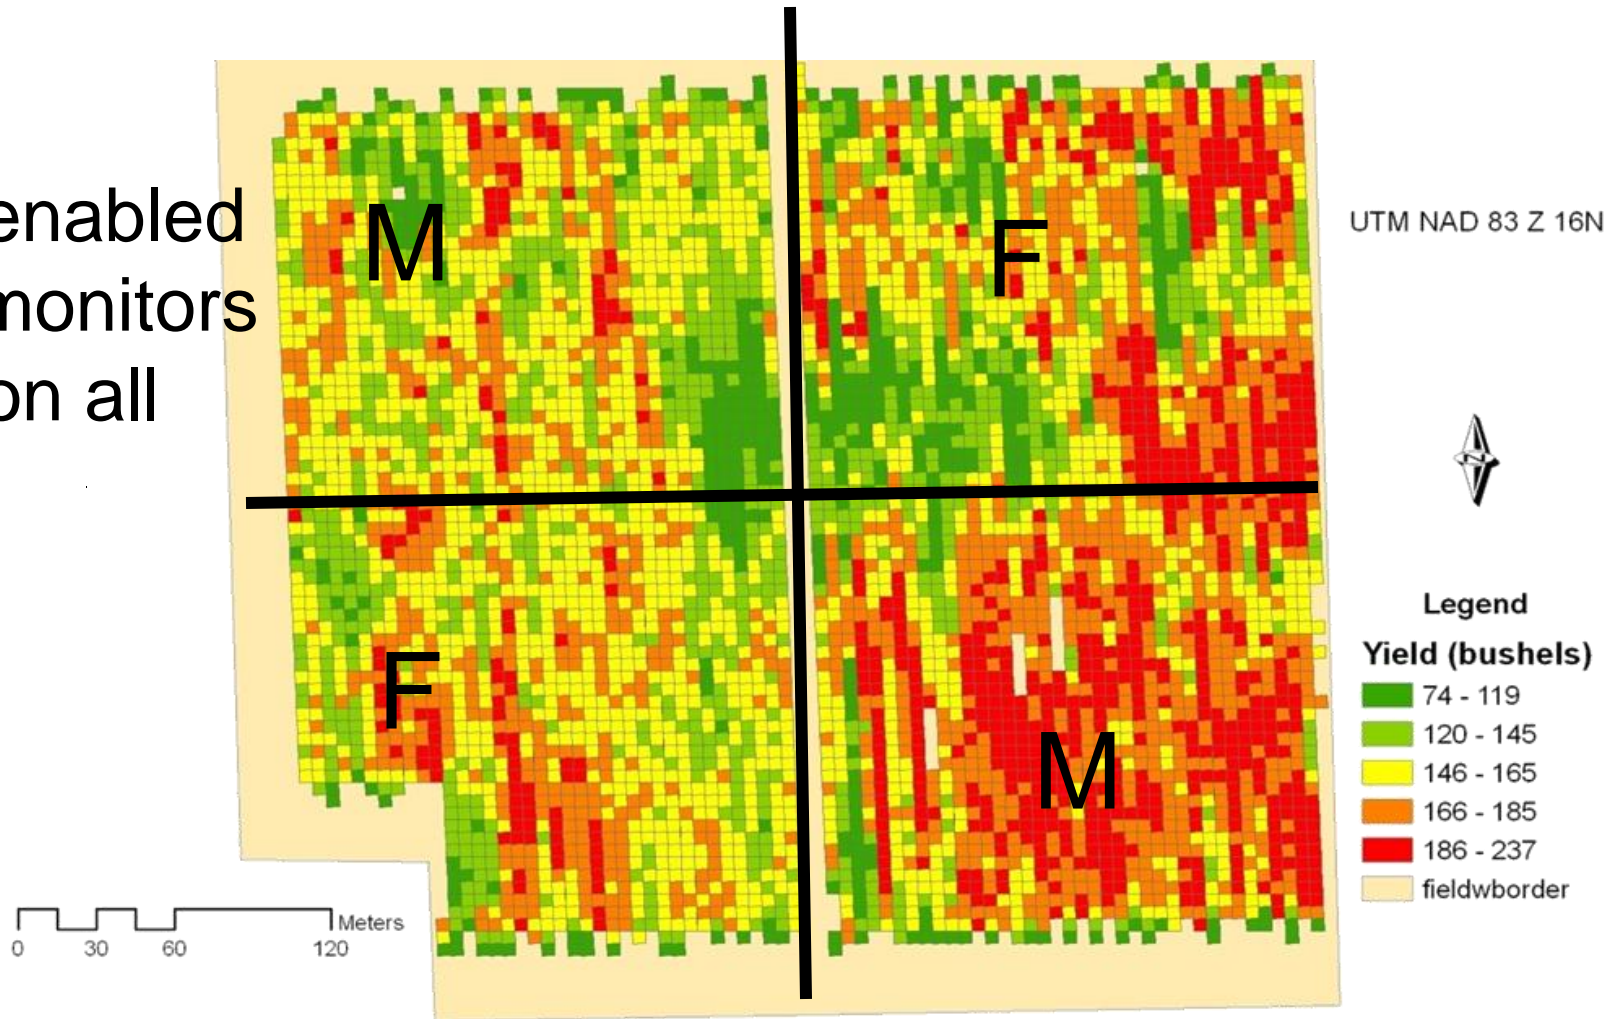 enabled
monitors
on all
M
F
F
M
UTM NAD 83 Z 16N
N
Legend
Yield (bushels)
74 - 119
120 - 145
146 - 165
166 - 185
186 - 237
fieldwborder
Meters
0 30 60 120